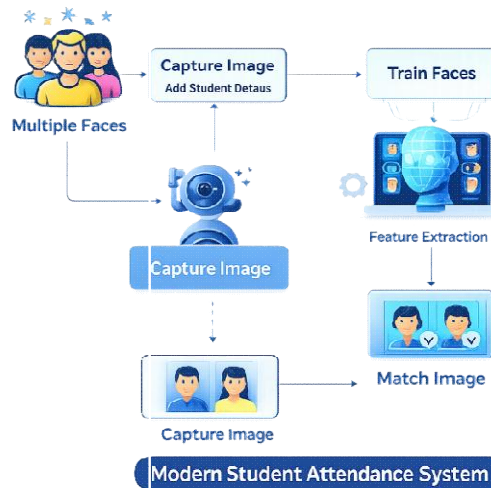 Capture Image
Add Student Detaus
Train Faces
Multiple Faces
Feature Extraction
Capture Image
Match Image
Capture Image
Modern Student Attendance System